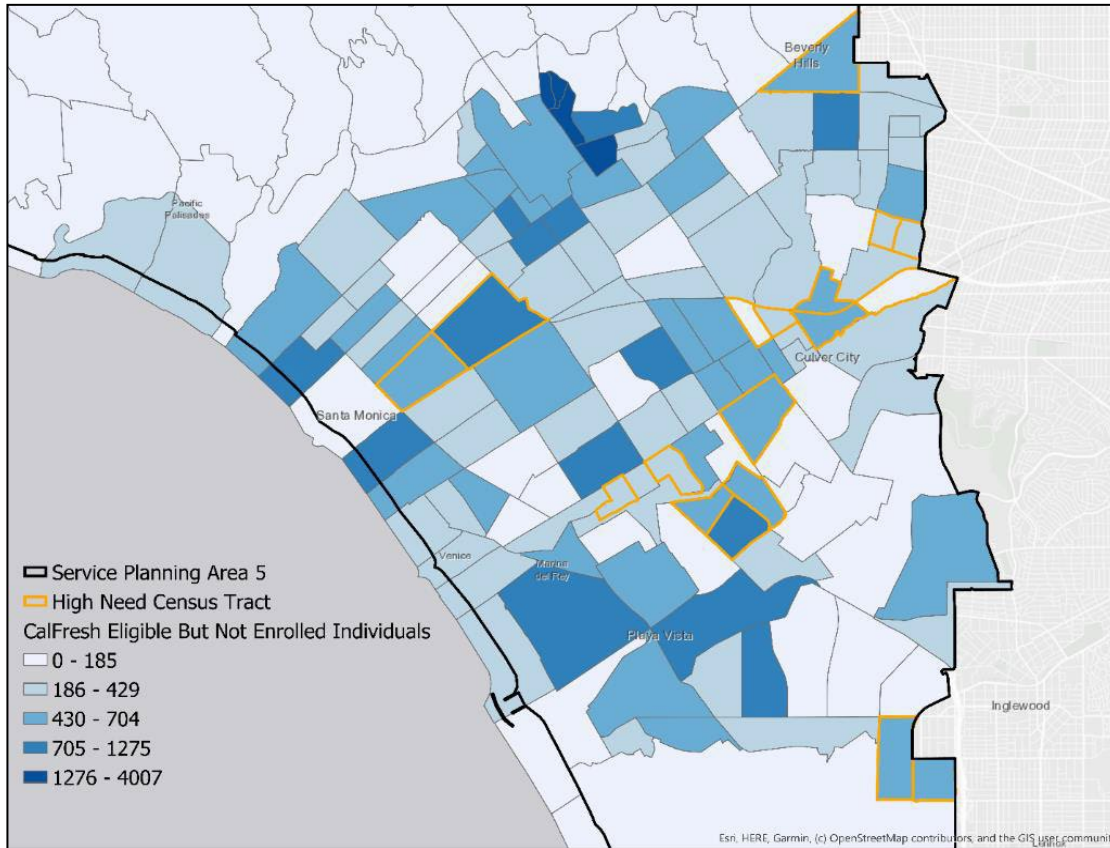 Beverly
Hills
Pacific
Palisades
Culver City
Santa Monica
Venice
Marina
del Rey
Playa Vista
Inglewood
Service Planning Area 5
High Need Census Tract
CalFresh Eligible But Not Enrolled Individuals
0 - 185
186 - 429
430 - 704
705 - 1275
1276 - 4007
Esri, HERE, Garmin, (c) OpenStreetMap contributors, and the GIS user communit
Lennox